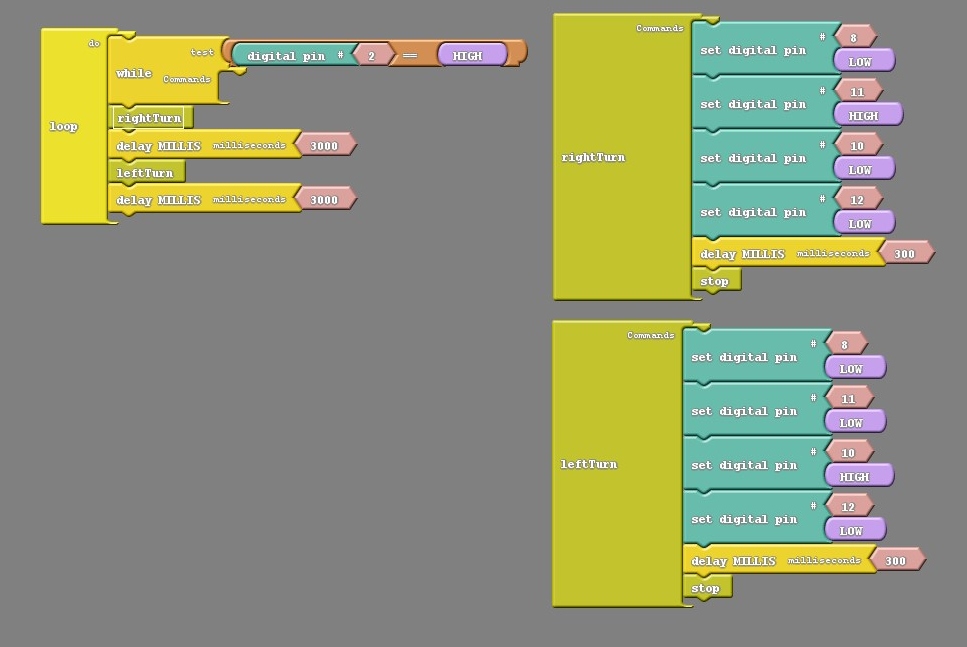 do
loop
while
test
digital pin # 2 == HIGH
Commands
rightTurn
delay MILLIS milliseconds 3000
leftTurn
delay MILLIS milliseconds 3000
rightTurn
Commands
set digital pin # 8
LOW
set digital pin # 11
HIGH
set digital pin # 10
LOW
set digital pin # 12
LOW
delay MILLIS milliseconds 300
stop
leftTurn
Commands
set digital pin # 8
LOW
set digital pin # 11
LOW
set digital pin # 10
HIGH
set digital pin # 12
LOW
delay MILLIS milliseconds 300
stop